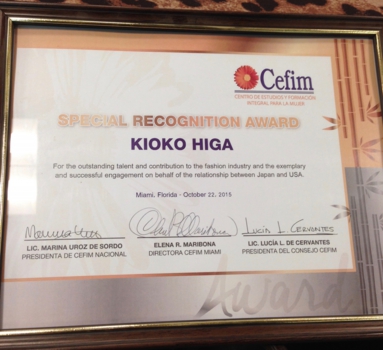 Cefim
CENTRO DE ESTUDIOS Y FORMACIÓN
INTEGRAL PARA LA MUJER
SPECIAL RECOGNITION AWARD
KIOKO HIGA
For the outstanding talent and contribution to the fashion industry and the exemplary
and successful engagement on behalf of the relationship between Japan and USA.
Miami, Florida - October 22, 2015
Lucía L. Cervantes
LIC. MARINA UROZ DE SORDO
PRESIDENTA DE CEFIM NACIONAL
ELENA R. MARIBONA
DIRECTORA CEFIM MIAMI
LIC. LUCÍA L. DE CERVANTES
PRESIDENTA DEL CONSEJO CEFIM
Award